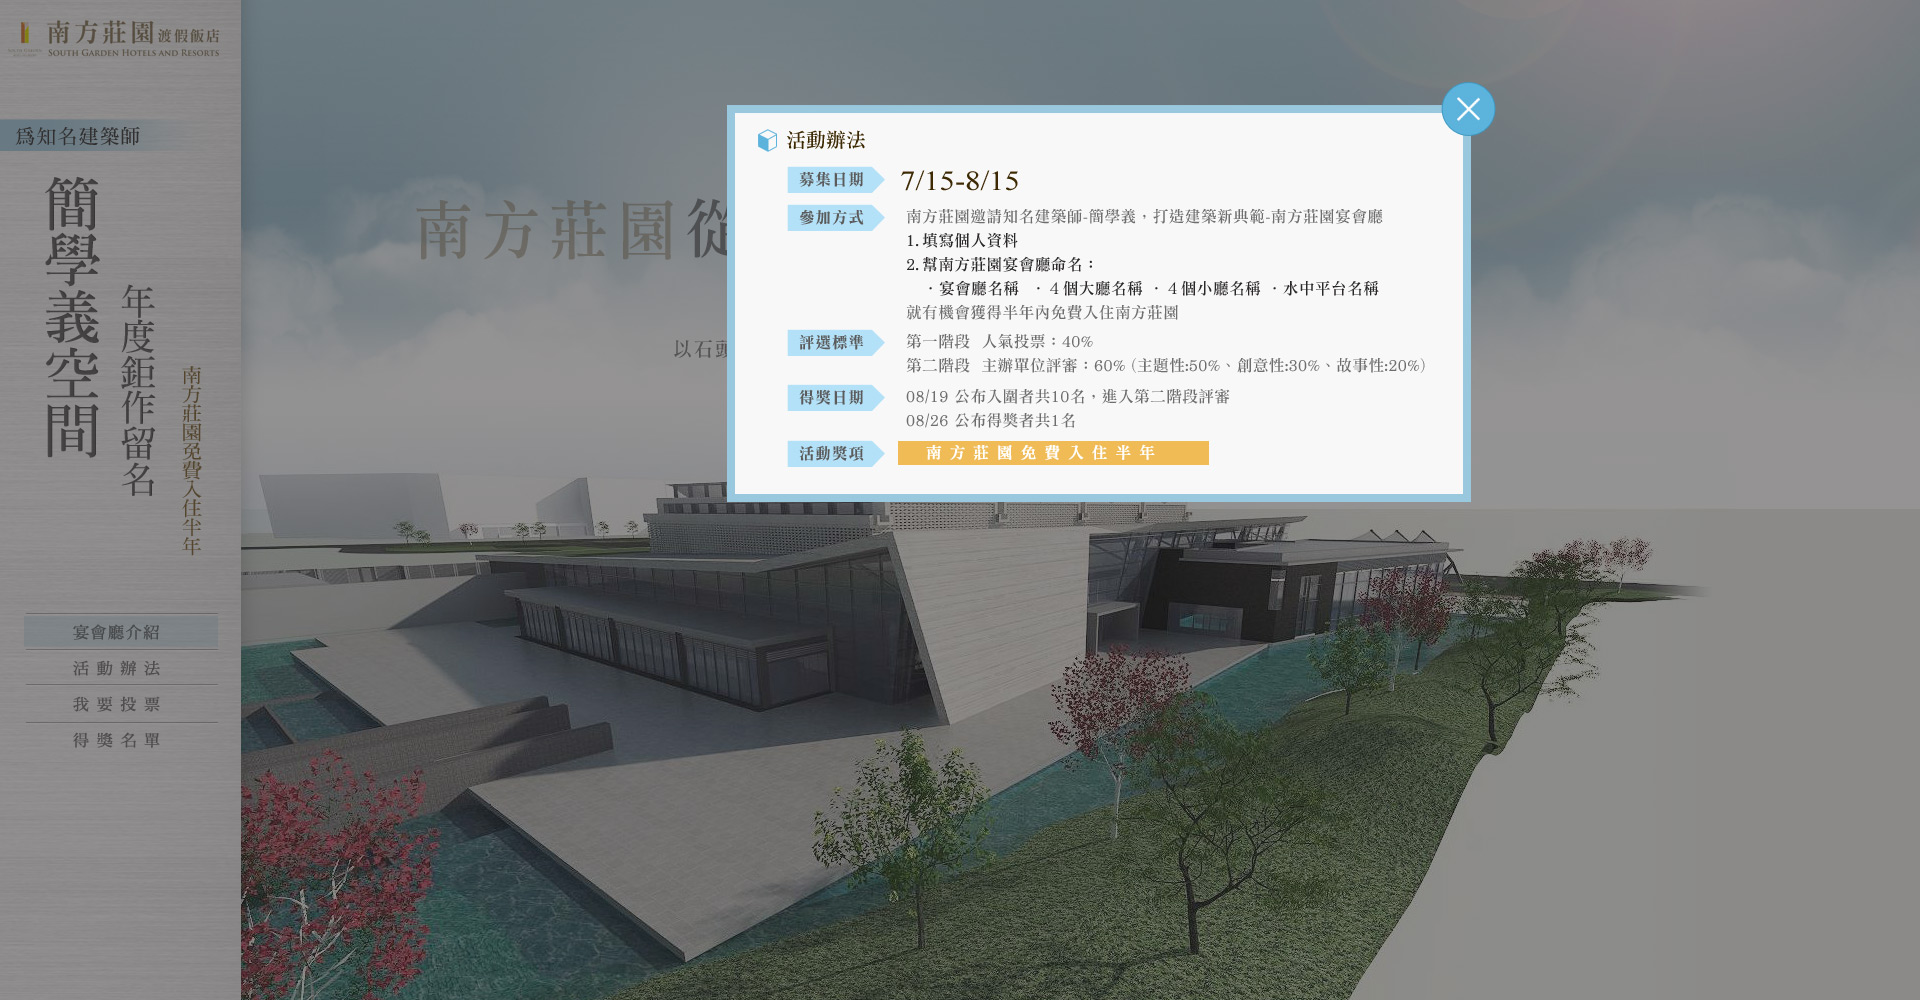 南方莊園渡假飯店
SOUTH GARDEN HOTELS AND RESORTS
為知名建築師
簡學義空間
年度鉅作留名
南方莊園免費入住半年
宴會廳介紹
活動辦法
我要投票
得獎名單
南方莊園從
以石頭
活動辦法
募集日期
7/15-8/15
參加方式
南方莊園邀請知名建築師-簡學義，打造建築新典範-南方莊園宴會廳
1.填寫個人資料
2.幫南方莊園宴會廳命名：
．宴會廳名稱 ．4個大廳名稱 ．4個小廳名稱 ．水中平台名稱
就有機會獲得半年內免費入住南方莊園
評選標準
第一階段 人氣投票：40%
第二階段 主辦單位評審：60% (主題性:50%、創意性:30%、故事性:20%)
得獎日期
08/19 公布入圍者共10名，進入第二階段評審
08/26 公布得獎者共1名
活動獎項
南方莊園免費入住半年